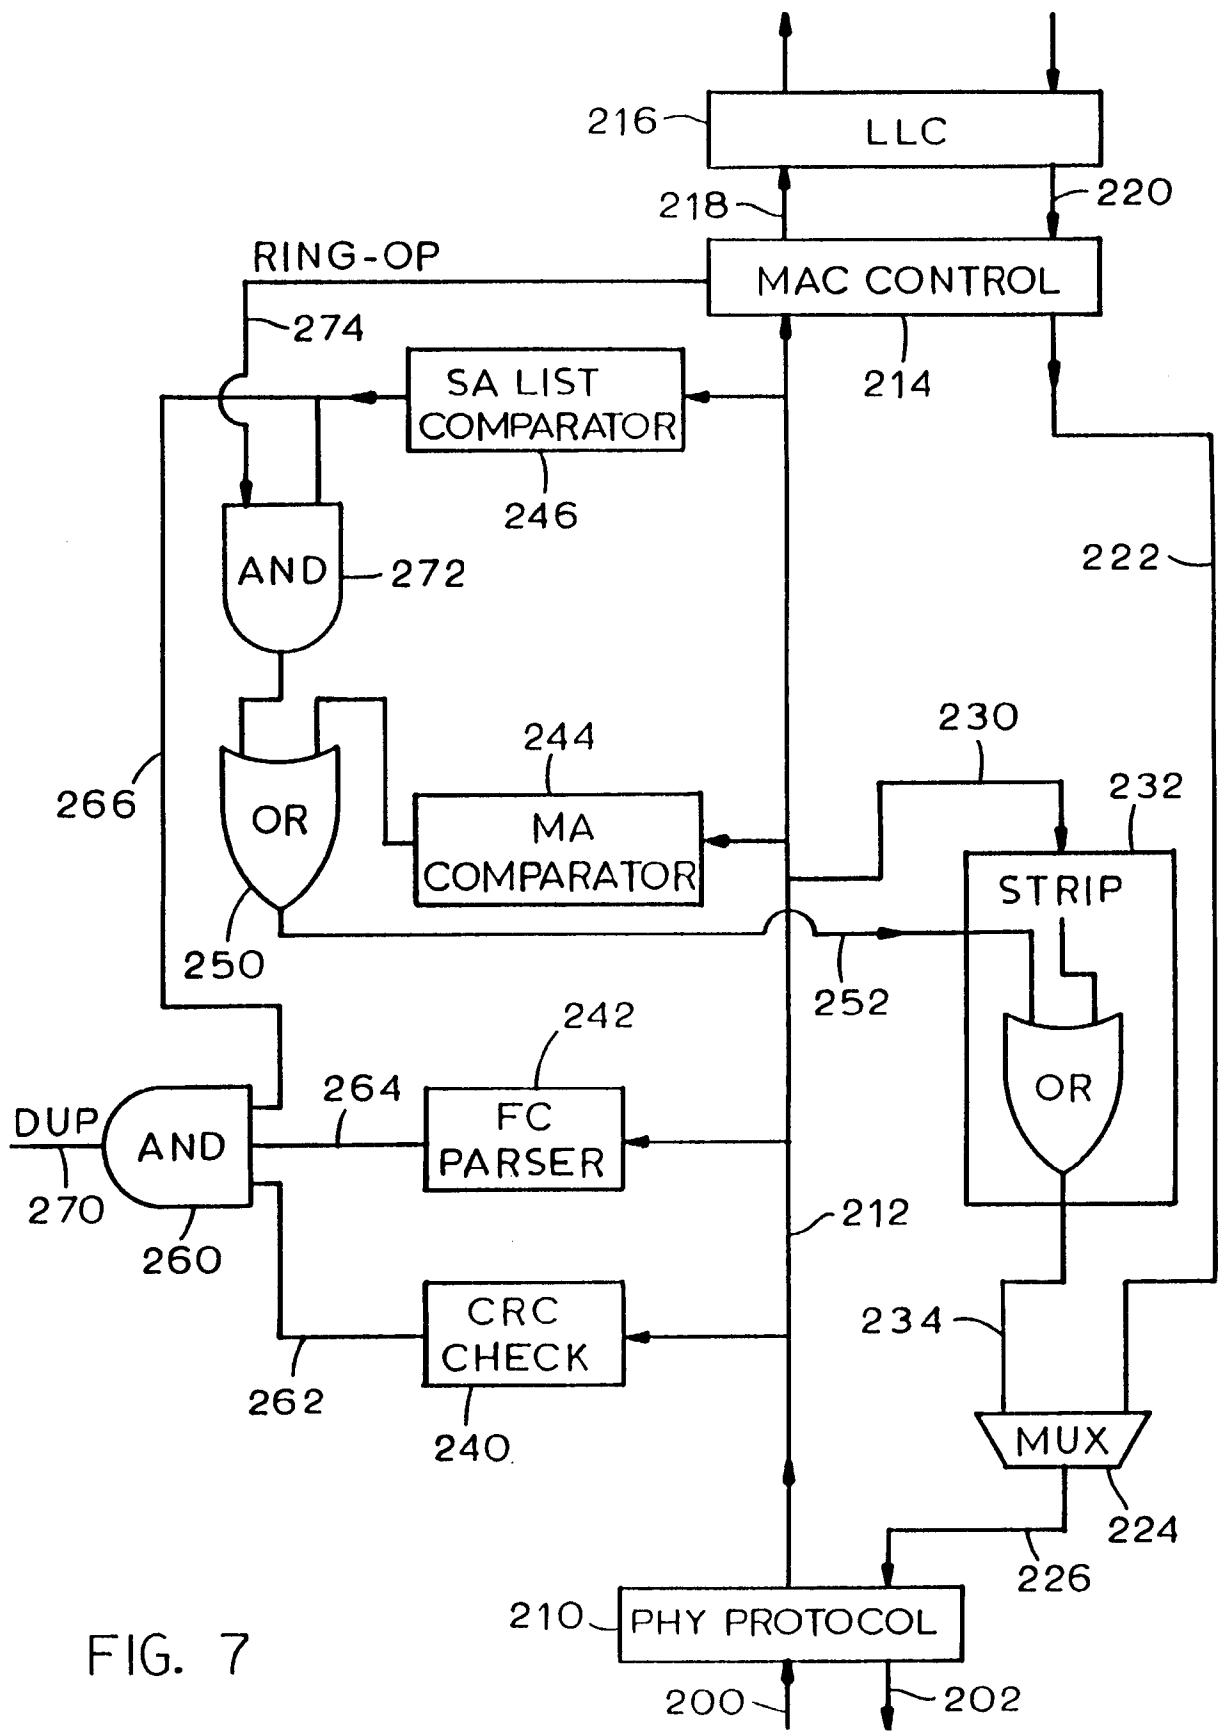 216
LLC
218
220
RING-OP
MAC CONTROL
274
214
SA LIST
COMPARATOR
246
AND
272
222
230
244
232
266
OR
MA
COMPARATOR
STRIP
250
252
242
264
DUP
AND
FC
PARSER
OR
270
260
212
CRC
CHECK
234
262
240
MUX
224
226
210
PHY PROTOCOL
FIG. 7
200
202